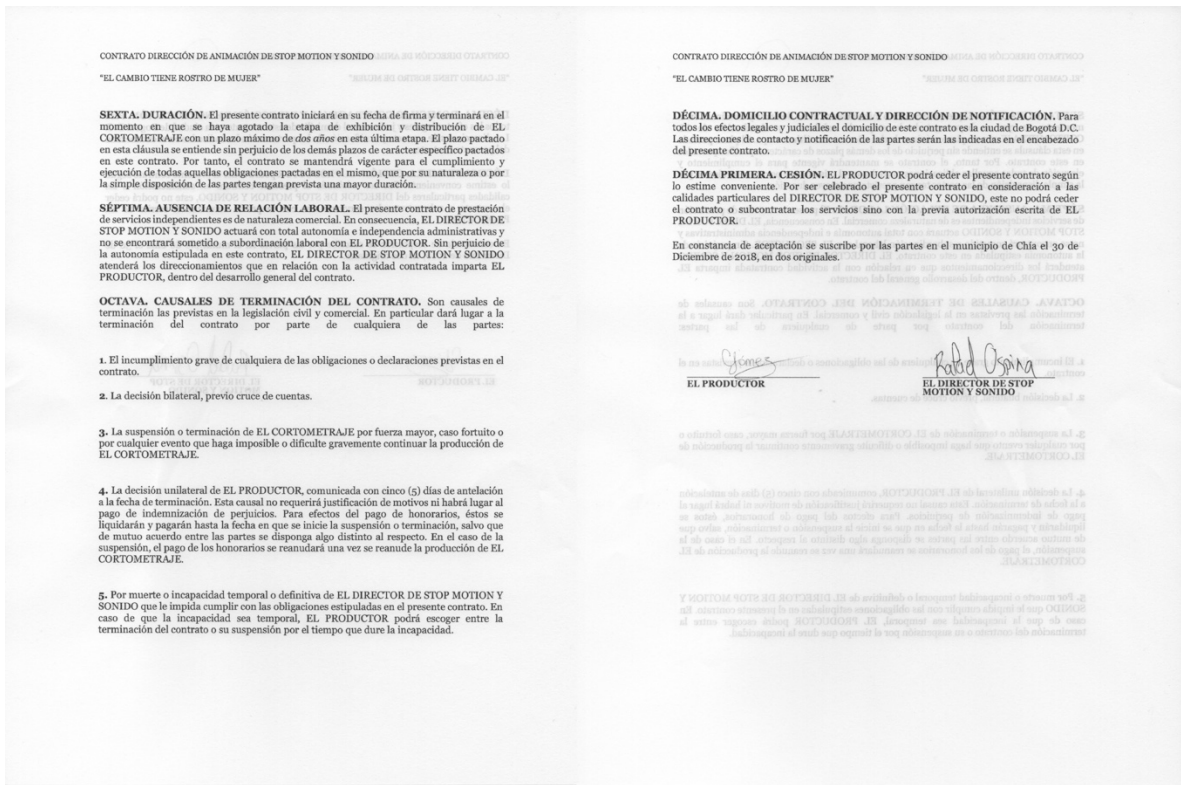 CONTRATO DIRECCIÓN DE ANIMACIÓN DE STOP MOTION Y SONIDO
"EL CAMBIO TIENE ROSTRO DE MUJER"
SEXTA. DURACIÓN. El presente contrato iniciará en su fecha de firma y terminará en el
momento en que se haya agotado la etapa de exhibición y distribución de EL
CORTOMETRAJE con un plazo máximo de dos años en esta última etapa. El plazo pactado
en esta cláusula se entiende sin perjuicio de los demás plazos de carácter específico pactados
en este contrato. Por tanto, el contrato se mantendrá vigente para el cumplimiento y
ejecución de todas aquellas obligaciones pactadas en el mismo, que por su naturaleza o por
la simple disposición de las partes tengan prevista una mayor duración.
SÉPTIMA. AUSENCIA DE RELACIÓN LABORAL. El presente contrato de prestación
de servicios independientes es de naturaleza comercial. En consecuencia, EL DIRECTOR DE
STOP MOTION Y SONIDO actuará con total autonomía e independencia administrativas y
no se encontrará sometido a subordinación laboral con EL PRODUCTOR. Sin perjuicio de
la autonomía estipulada en este contrato, EL DIRECTOR DE STOP MOTION Y SONIDO
atenderá los direccionamientos que en relación con la actividad contratada imparta EL
PRODUCTOR, dentro del desarrollo general del contrato.
OCTAVA. CAUSALES DE TERMINACIÓN DEL CONTRATO. Son causales de
terminación las previstas en la legislación civil y comercial. En particular dará lugar a la
terminación del contrato por parte de cualquiera de las partes:
1. El incumplimiento grave de cualquiera de las obligaciones o declaraciones previstas en el
contrato.
2. La decisión bilateral, previo cruce de cuentas.
3. La suspensión o terminación de EL CORTOMETRAJE por fuerza mayor, caso fortuito o
por cualquier evento que haga imposible o dificulte gravemente continuar la producción de
EL CORTOMETRAJE.
4. La decisión unilateral de EL PRODUCTOR, comunicada con cinco (5) días de antelación
a la fecha de terminación. Esta causal no requerirá justificación de motivos ni habrá lugar al
pago de indemnización de perjuicios. Para efectos del pago de honorarios, éstos se
liquidarán y pagarán hasta la fecha en que se inicie la suspensión o terminación, salvo que
de mutuo acuerdo entre las partes se disponga algo distinto al respecto. En el caso de la
suspensión, el pago de los honorarios se reanudará una vez se reanude la producción de EL
CORTOMETRAJE.
5. Por muerte o incapacidad temporal o definitiva de EL DIRECTOR DE STOP MOTION Y
SONIDO que le impida cumplir con las obligaciones estipuladas en el presente contrato. En
caso de que la incapacidad sea temporal, EL PRODUCTOR podrá escoger entre la
terminación del contrato o su suspensión por el tiempo que dure la incapacidad.
CONTRATO DIRECCIÓN DE ANIMACIÓN DE STOP MOTION Y SONIDO
"EL CAMBIO TIENE ROSTRO DE MUJER"
DÉCIMA. DOMICILIO CONTRACTUAL Y DIRECCIÓN DE NOTIFICACIÓN. Para
todos los efectos legales y judiciales el domicilio de este contrato es la ciudad de Bogotá D.C.
Las direcciones de contacto y notificación de las partes serán las indicadas en el encabezado
del presente contrato.
DÉCIMA PRIMERA. CESIÓN. EL PRODUCTOR podrá ceder el presente contrato según
lo estime conveniente. Por ser celebrado el presente contrato en consideración a las
calidades particulares del DIRECTOR DE STOP MOTION Y SONIDO, este no podrá ceder
el contrato o subcontratar los servicios sino con la previa autorización escrita de EL
PRODUCTOR.
En constancia de aceptación se suscribe por las partes en el municipio de Chía el 30 de
Diciembre de 2018, en dos originales.
Rafael Ospina
EL PRODUCTOR
EL DIRECTOR DE STOP
MOTION Y SONIDO